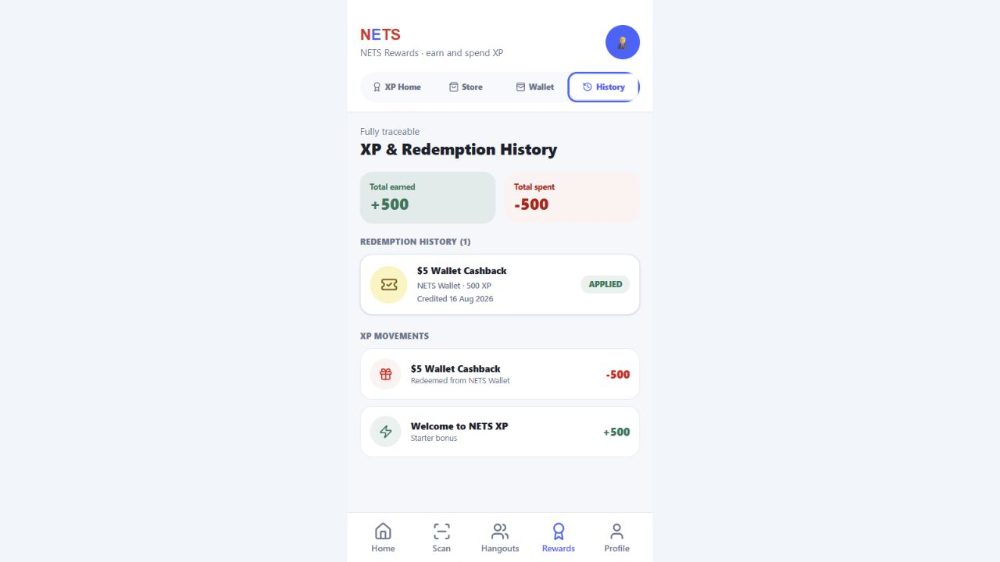 NETS
NETS Rewards · earn and spend XP
XP Home
Store
Wallet
History
Fully traceable
XP & Redemption History
Total earned
+500
Total spent
-500
REDEMPTION HISTORY (1)
$5 Wallet Cashback
NETS Wallet · 500 XP
Credited 16 Aug 2026
APPLIED
XP MOVEMENTS
$5 Wallet Cashback
Redeemed from NETS Wallet
-500
Welcome to NETS XP
Starter bonus
+500
Home
Scan
Hangouts
Rewards
Profile